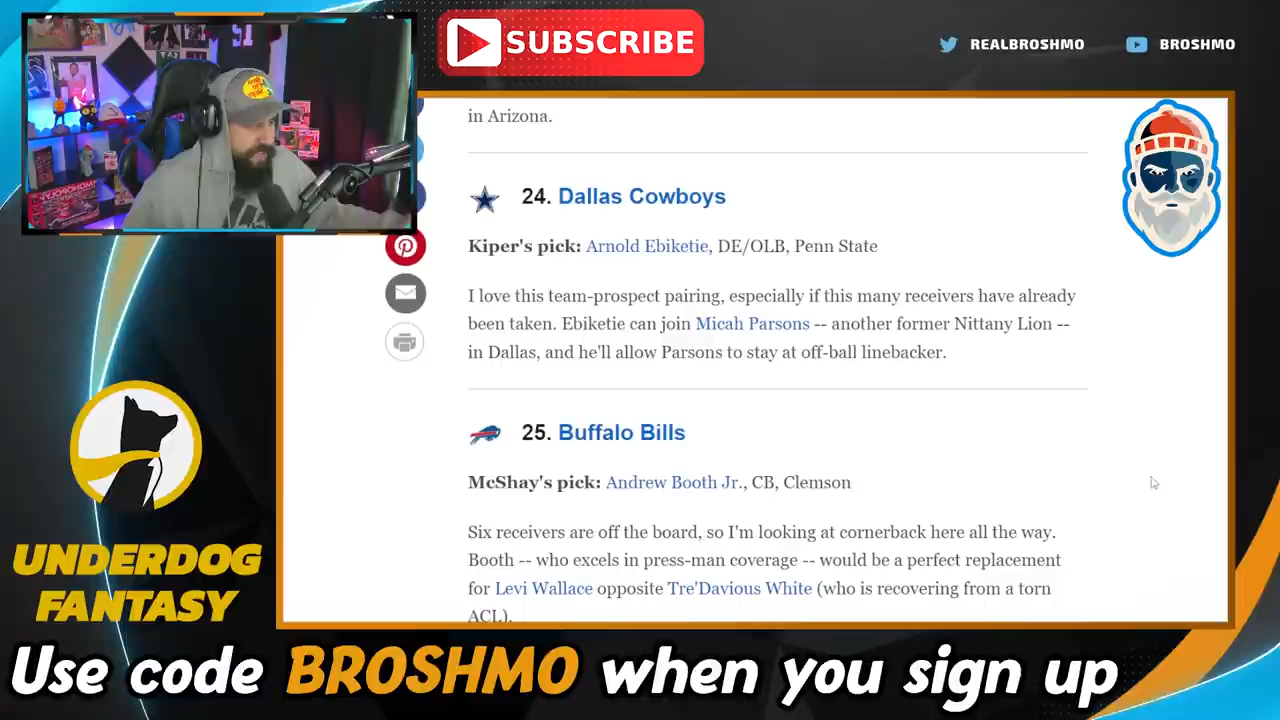 SUBSCRIBE
REALBROSHMO
BROSHMO
in Arizona.
24. Dallas Cowboys
Kiper's pick: Arnold Ebiketie, DE/OLB, Penn State
I love this team-prospect pairing, especially if this many receivers have already
been taken. Ebiketie can join Micah Parsons -- another former Nittany Lion --
in Dallas, and he'll allow Parsons to stay at off-ball linebacker.
25. Buffalo Bills
McShay's pick: Andrew Booth Jr., CB, Clemson
Six receivers are off the board, so I'm looking at cornerback here all the way.
Booth -- who excels in press-man coverage -- would be a perfect replacement
for Levi Wallace opposite Tre'Davious White (who is recovering from a torn
ACL).
UNDERDOG
FANTASY
Use code BROSHMO when you sign up
MONOPOLY